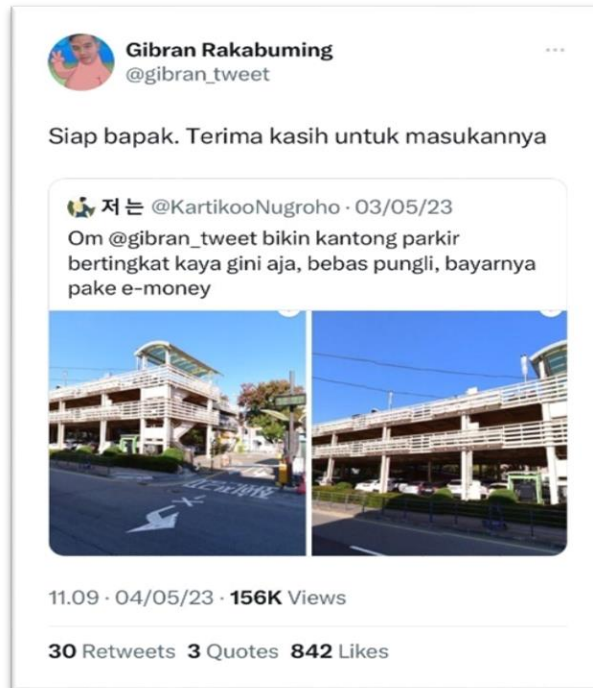 Gibran Rakabuming
@gibran_tweet
Siap bapak. Terima kasih untuk masukannya
저 는 @KartikooNugroho · 03/05/23
Om @gibran_tweet bikin kantong parkir
bertingkat kaya gini aja, bebas pungli, bayarnya
pake e-money
11.09 · 04/05/23 · 156K Views
30 Retweets 3 Quotes 842 Likes